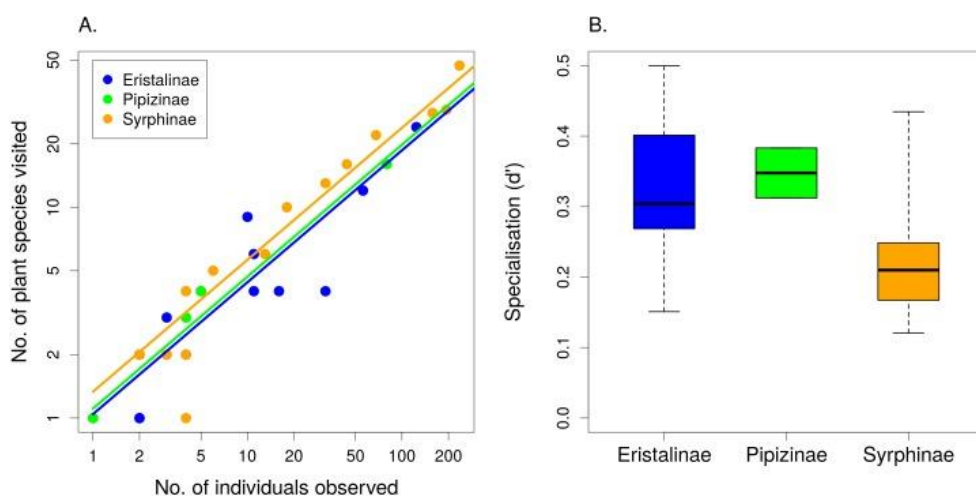 A.
Eristalinae
Pipizinae
Syrphinae
No. of plant species visited
50
20
10
5
2
1
1 2 5 10 20 50 100 200
No. of individuals observed
B.
Specialisation (d')
0.5
0.4
0.3
0.2
0.1
0.0
Eristalinae Pipizinae Syrphinae